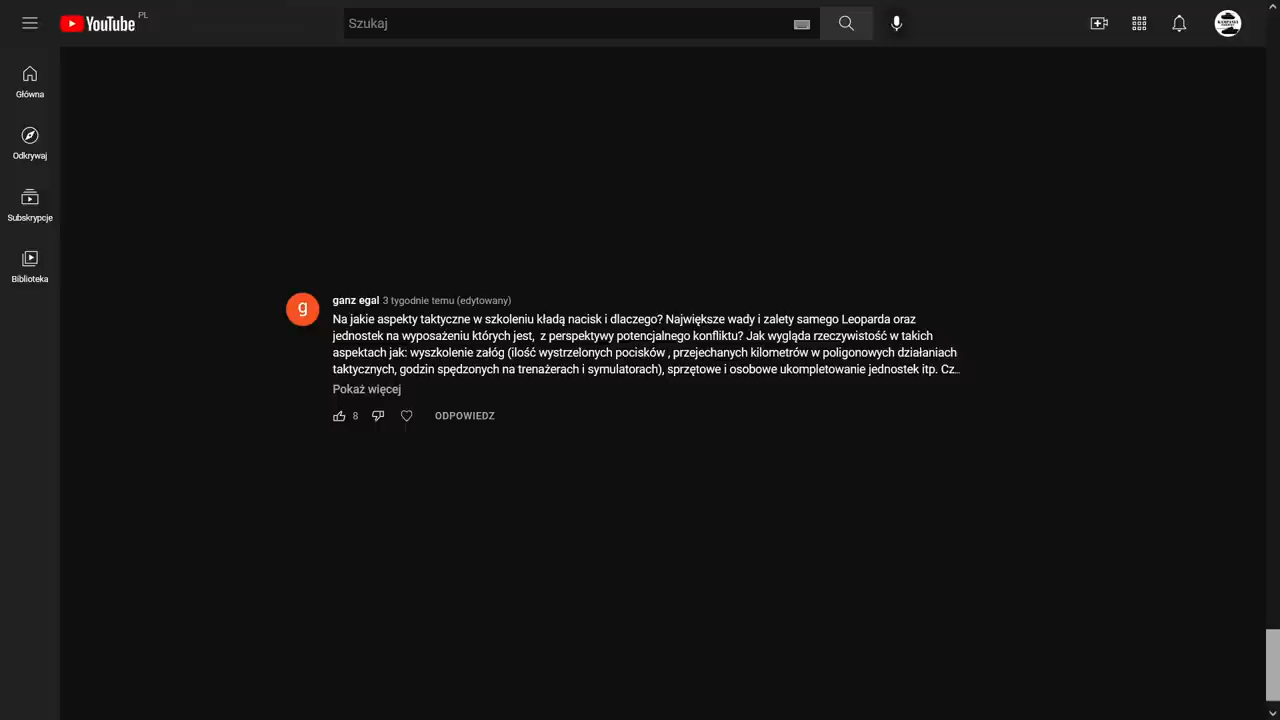 YouTube PL
Szukaj
Główna
Odkrywaj
Subskrypcje
Biblioteka
g
ganz egal 3 tygodnie temu (edytowany)
Na jakie aspekty taktyczne w szkoleniu kładą nacisk i dlaczego? Największe wady i zalety samego Leoparda oraz
jednostek na wyposażeniu których jest,  z perspektywy potencjalnego konfliktu? Jak wygląda rzeczywistość w takich
aspektach jak: wyszkolenie załóg (ilość wystrzelonych pocisków , przejechanych kilometrów w poligonowych działaniach
taktycznych, godzin spędzonych na trenażerach i symulatorach), sprzętowe i osobowe ukompletowanie jednostek itp. Cz...
Pokaż więcej
8
ODPOWIEDZ